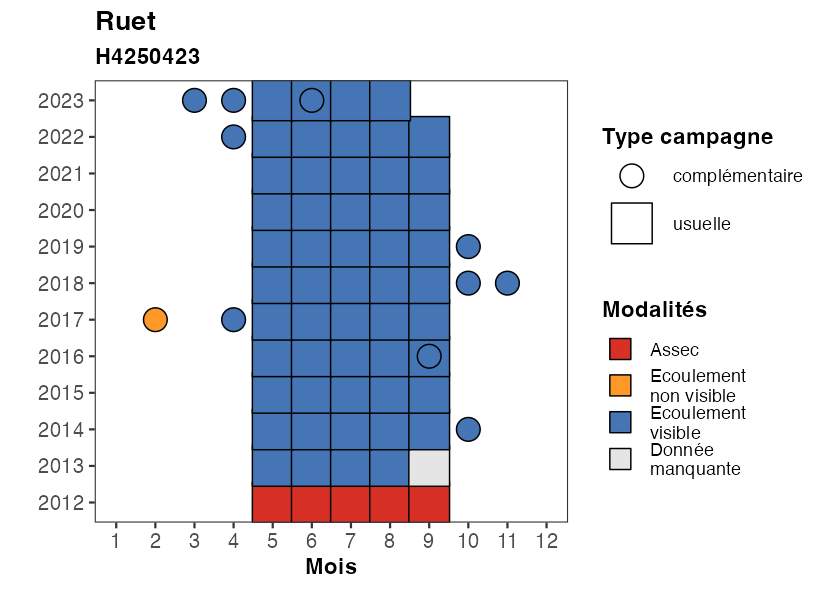 Ruet
H4250423
2023
2022
2021
2020
2019
2018
2017
2016
2015
2014
2013
2012
1 2 3 4 5 6 7 8 9 10 11 12
Mois
Type campagne
complémentaire
usuelle
Modalités
Assec
Ecoulement
non visible
Ecoulement
visible
Donnée
manquante